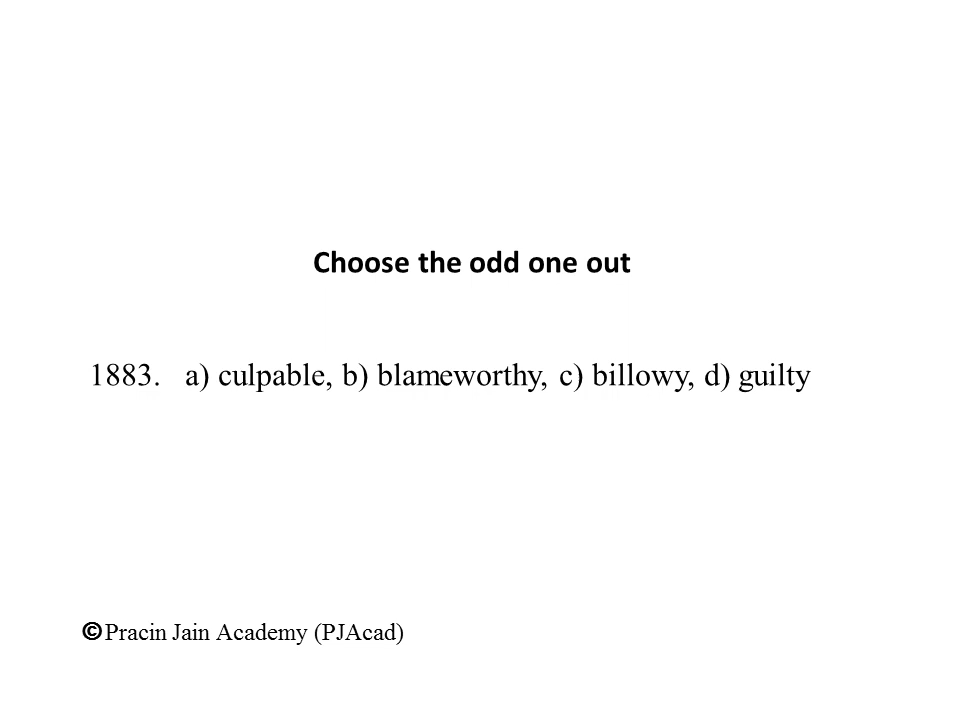 Choose the odd one out
1883. a) culpable, b) blameworthy, c) billowy, d) guilty
©Pracin Jain Academy (PJAcad)